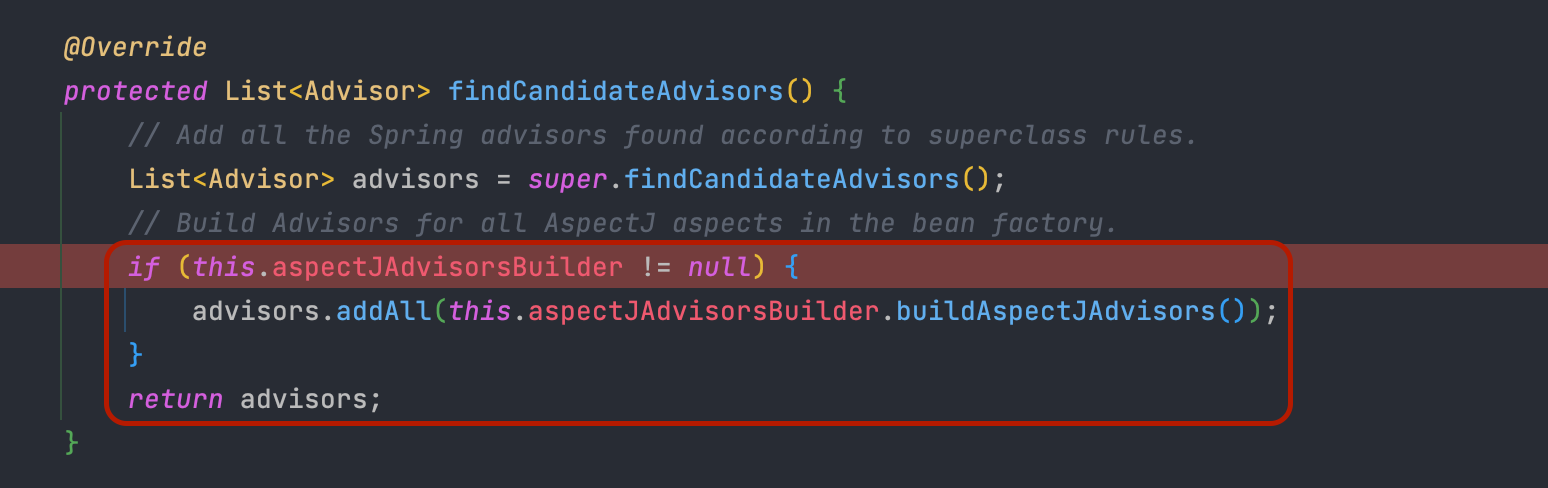 @Override
protected List<Advisor> findCandidateAdvisors() {
// Add all the Spring advisors found according to superclass rules.
List<Advisor> advisors = super.findCandidateAdvisors();
// Build Advisors for all AspectJ aspects in the bean factory.
if (this.aspectJAdvisorsBuilder != null) {
advisors.addAll(this.aspectJAdvisorsBuilder.buildAspectJAdvisors());
}
return advisors;
}